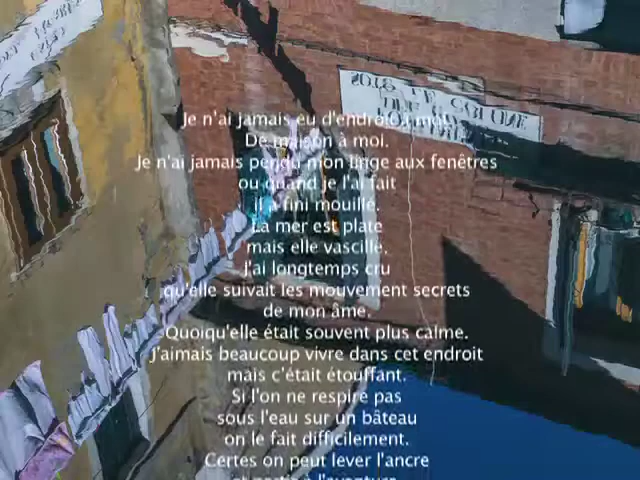 Je n'ai jamais eu d'endroit à moi,
De maison à moi.
Je n'ai jamais pendu mon linge aux fenêtres
ou quand je l'ai fait
il a fini mouillé.
La mer est plate
mais elle vascille.
J'ai longtemps cru
qu'elle suivait les mouvement secrets
de mon âme.
Quoiqu'elle était souvent plus calme.
J'aimais beaucoup vivre dans cet endroit
mais c'était étouffant.
Si l'on ne respire pas
sous l'eau sur un bâteau
on le fait difficilement.
Certes on peut lever l'ancre